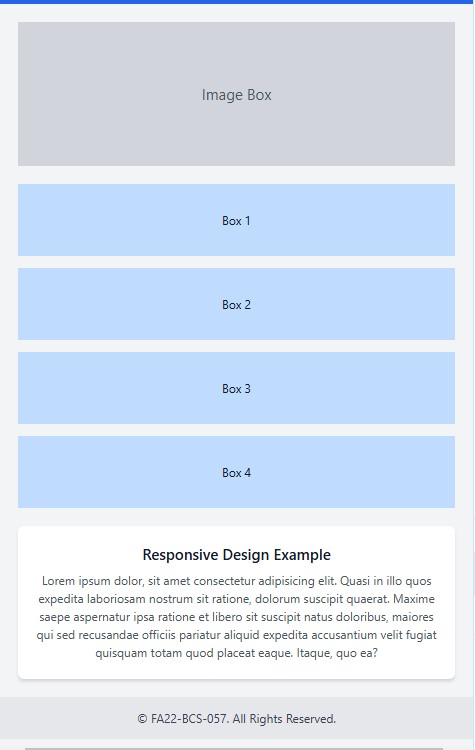 Image Box
Box 1
Box 2
Box 3
Box 4
Responsive Design Example
Lorem ipsum dolor, sit amet consectetur adipisicing elit. Quasi in illo quos
expedita laboriosam nostrum sit ratione, dolorum suscipit quaerat. Maxime
saepe aspernatur ipsa ratione et libero sit suscipit natus doloribus, maiores
qui sed recusandae officiis pariatur aliquid expedita accusantium velit fugiat
quisquam totam quod placeat eaque. Itaque, quo ea?
© FA22-BCS-057. All Rights Reserved.